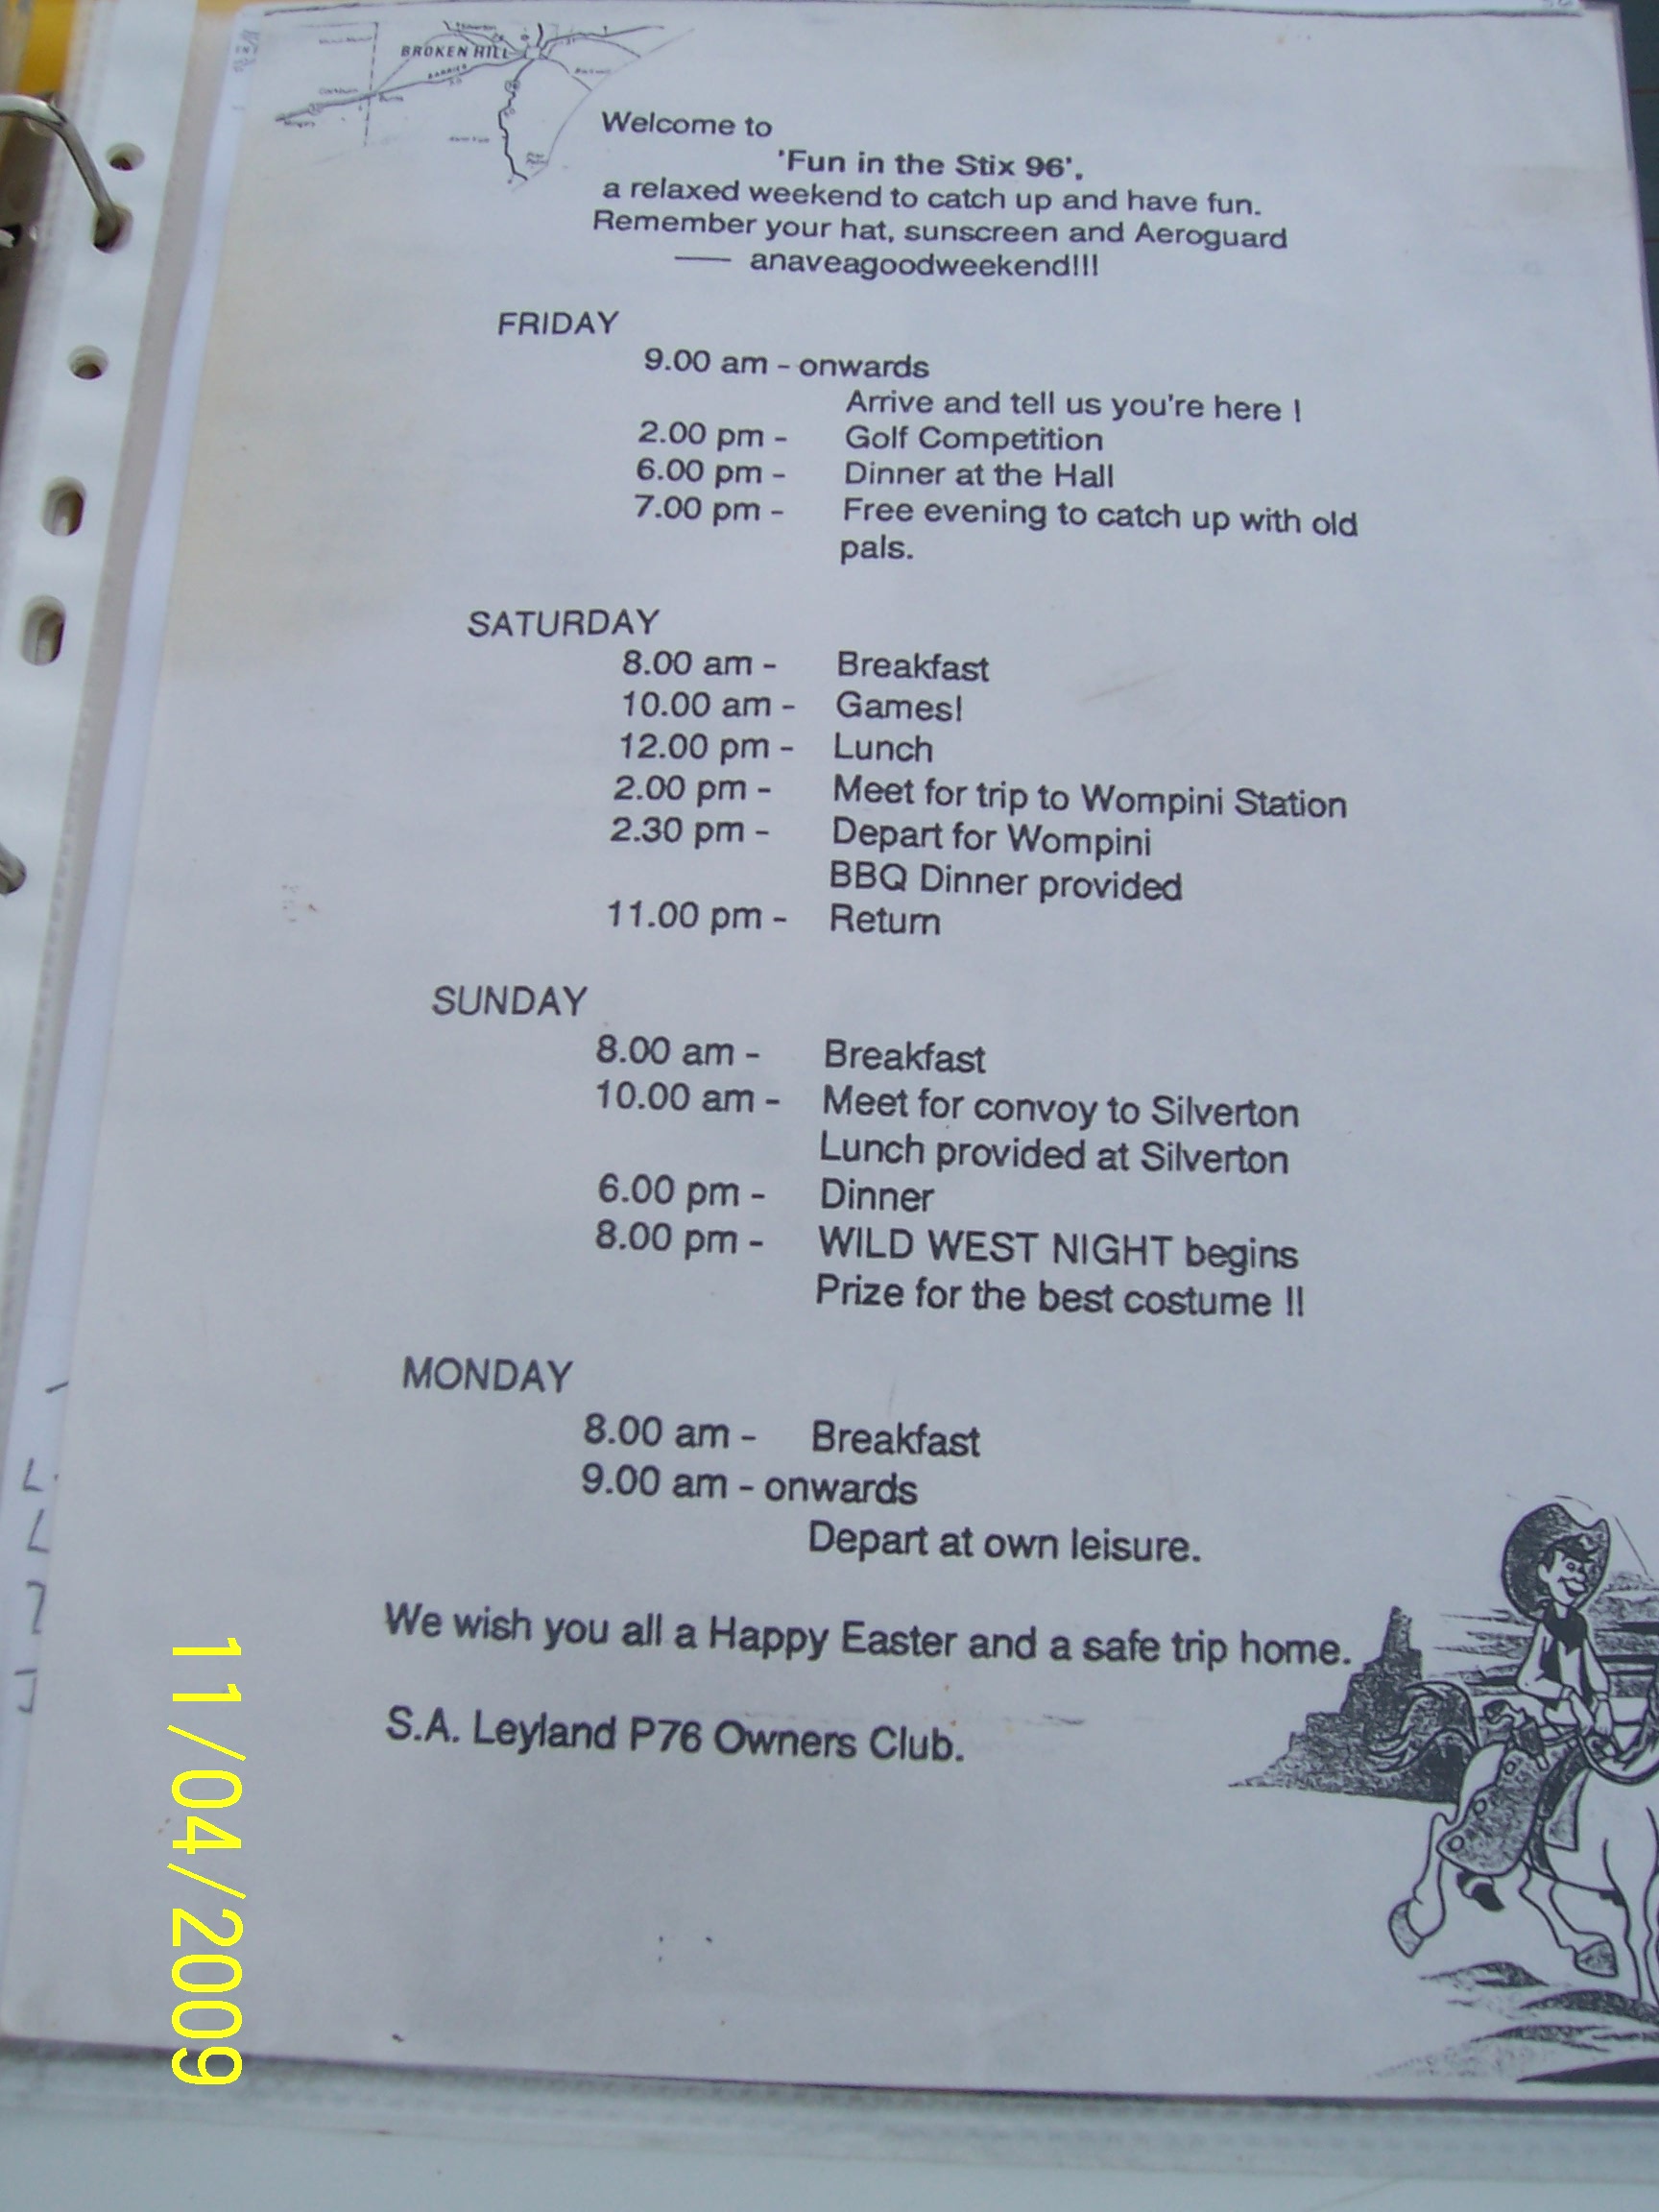 BROKEN HILL
BARRIER
Welcome to
'Fun in the Stix 96',
a relaxed weekend to catch up and have fun.
Remember your hat, sunscreen and Aeroguard
—— anaveagoodweekend!!!
FRIDAY
9.00 am - onwards
Arrive and tell us you're here !
2.00 pm - Golf Competition
6.00 pm - Dinner at the Hall
7.00 pm - Free evening to catch up with old
pals.
SATURDAY
8.00 am - Breakfast
10.00 am - Games!
12.00 pm - Lunch
2.00 pm - Meet for trip to Wompini Station
2.30 pm - Depart for Wompini
BBQ Dinner provided
11.00 pm - Return
SUNDAY
8.00 am - Breakfast
10.00 am - Meet for convoy to Silverton
Lunch provided at Silverton
6.00 pm - Dinner
8.00 pm - WILD WEST NIGHT begins
Prize for the best costume !!
MONDAY
8.00 am - Breakfast
9.00 am - onwards
Depart at own leisure.
We wish you all a Happy Easter and a safe trip home.
S.A. Leyland P76 Owners Club.
11/04/2009